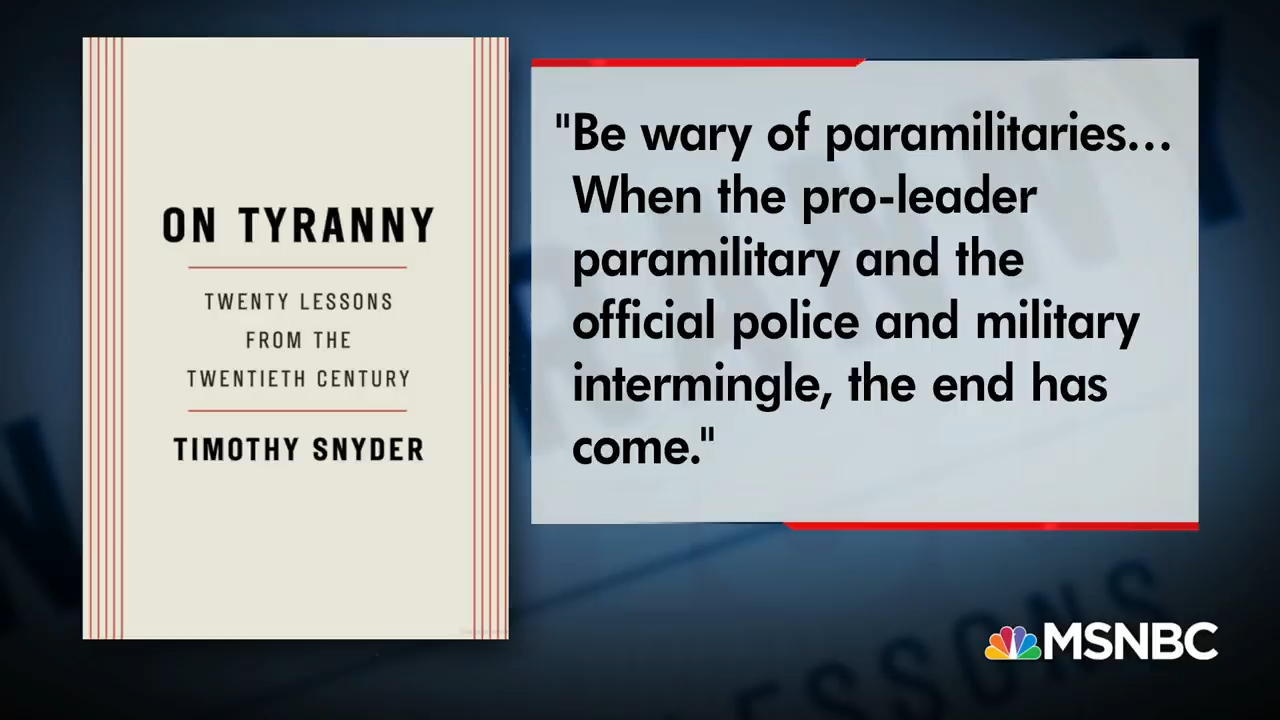 ON TYRANNY
TWENTY LESSONS
FROM THE
TWENTIETH CENTURY
TIMOTHY SNYDER
"Be wary of paramilitaries...
When the pro-leader
paramilitary and the
official police and military
intermingle, the end has
come."
LESSONS
MSNBC